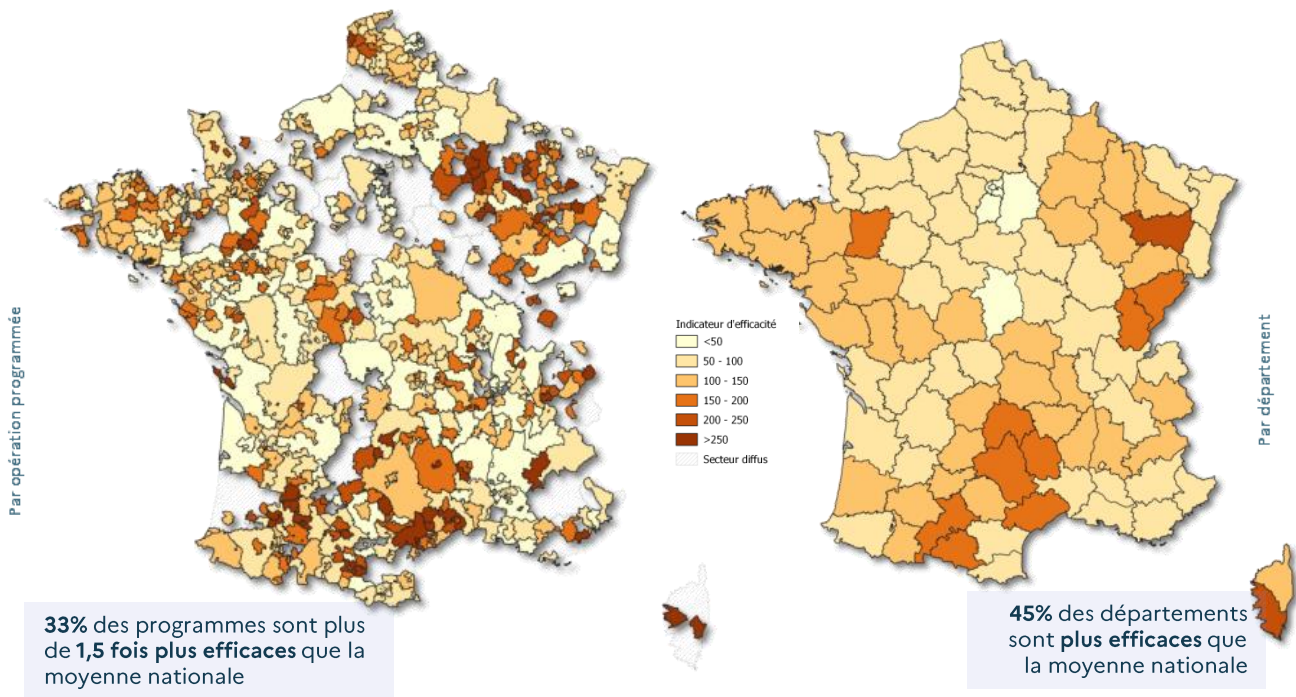 Par opération programmée
Indicateur d'efficacité
<50
50 - 100
100 - 150
150 - 200
200 - 250
>250
Secteur diffus
Par département
33% des programmes sont plus
de 1,5 fois plus efficaces que la
moyenne nationale
45% des départements
sont plus efficaces que
la moyenne nationale